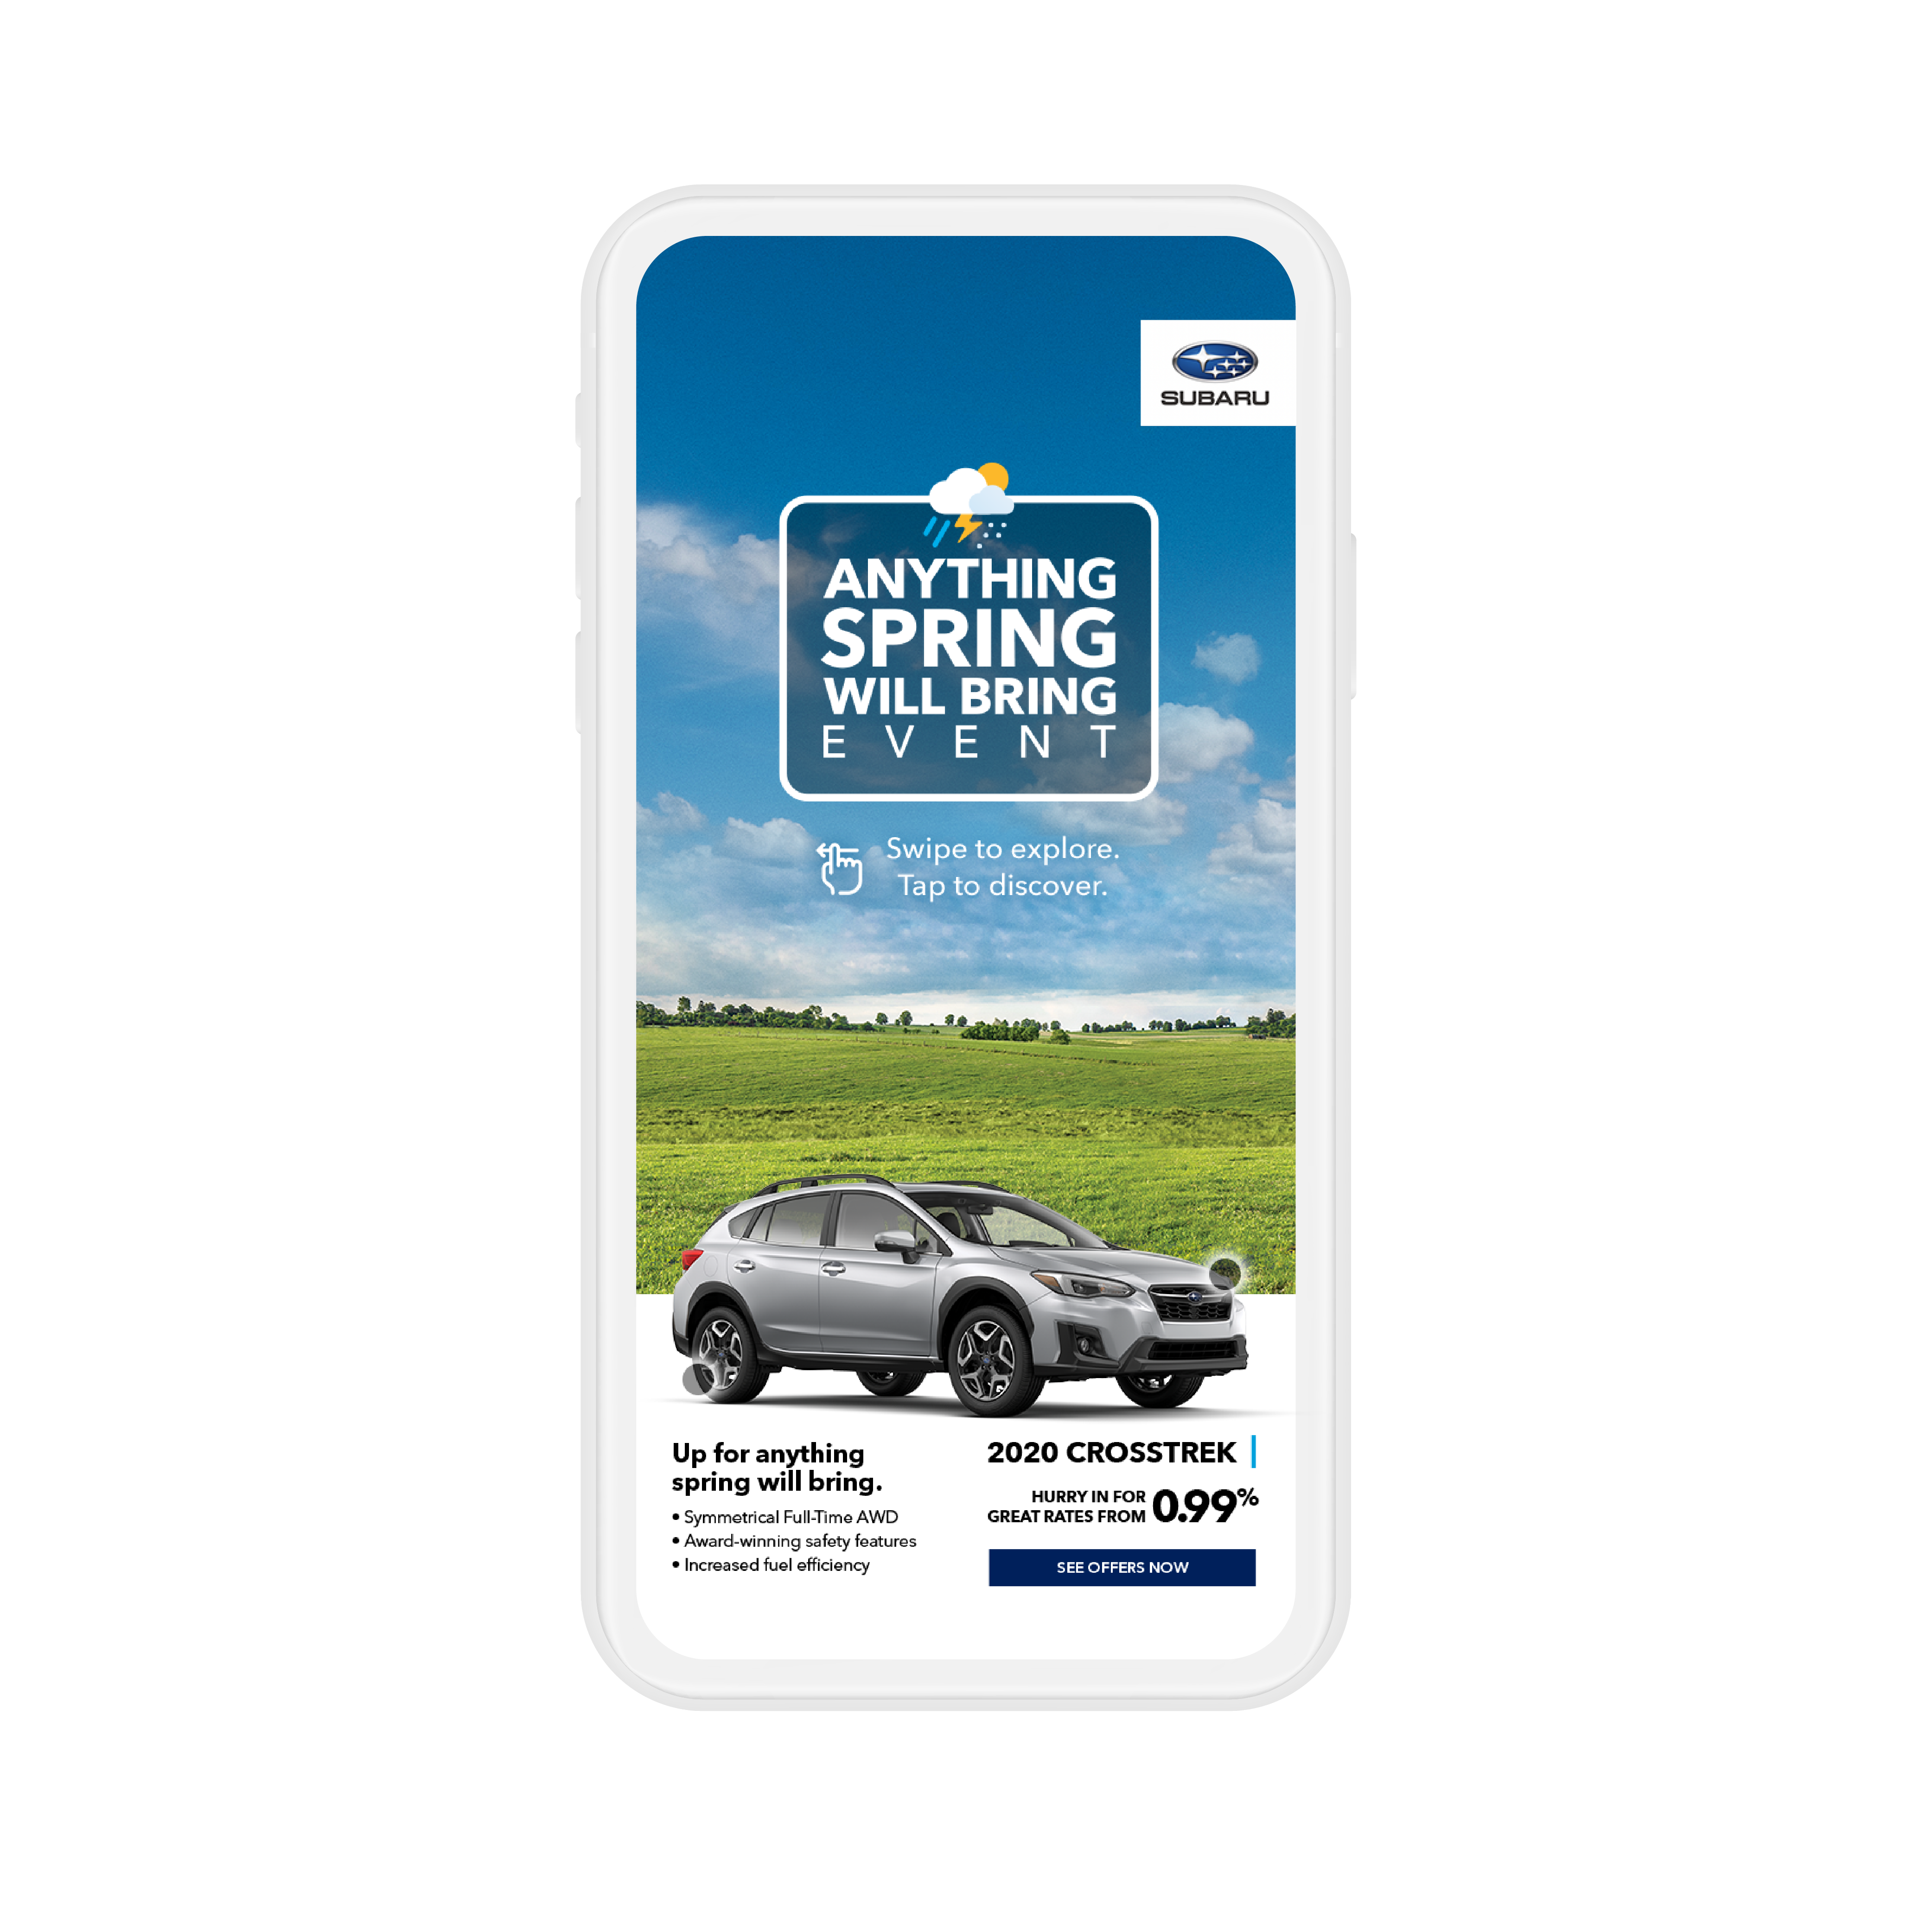 SUBARU
ANYTHING
SPRING
WILL BRING
EVENT
Swipe to explore.
Tap to discover.
Up for anything
spring will bring.
• Symmetrical Full-Time AWD
• Award-winning safety features
• Increased fuel efficiency
2020 CROSSTREK
HURRY IN FOR
GREAT RATES FROM 0.99%
SEE OFFERS NOW